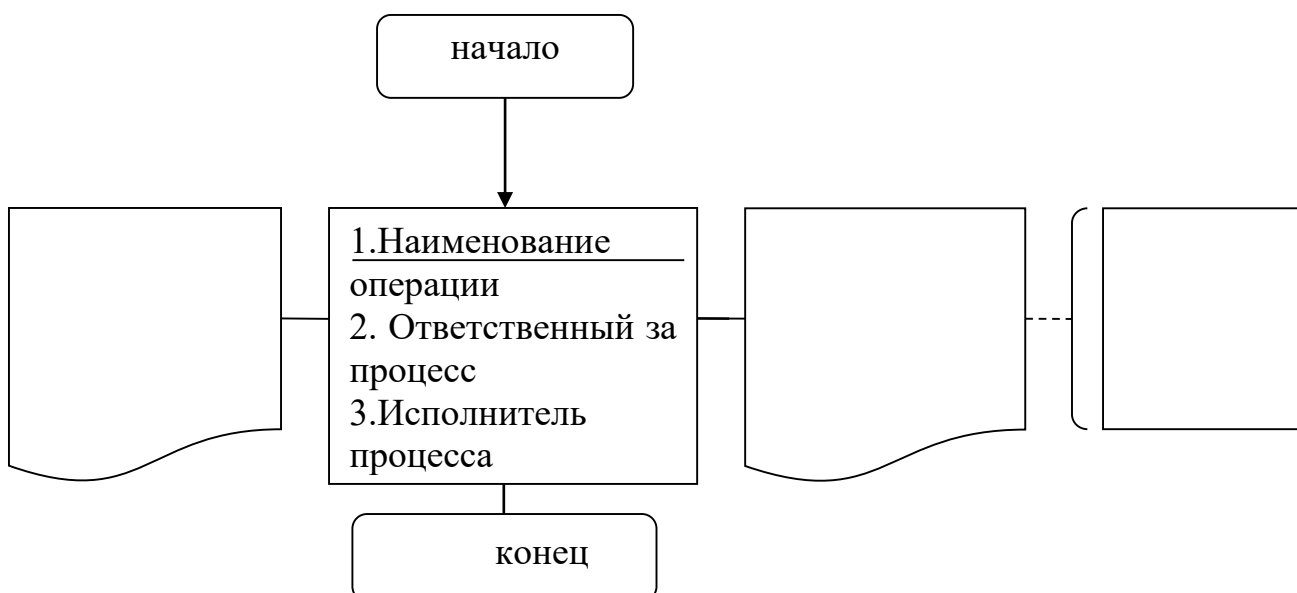 начало
1.Наименование
операции
2. Ответственный за
процесс
3.Исполнитель
процесса
конец